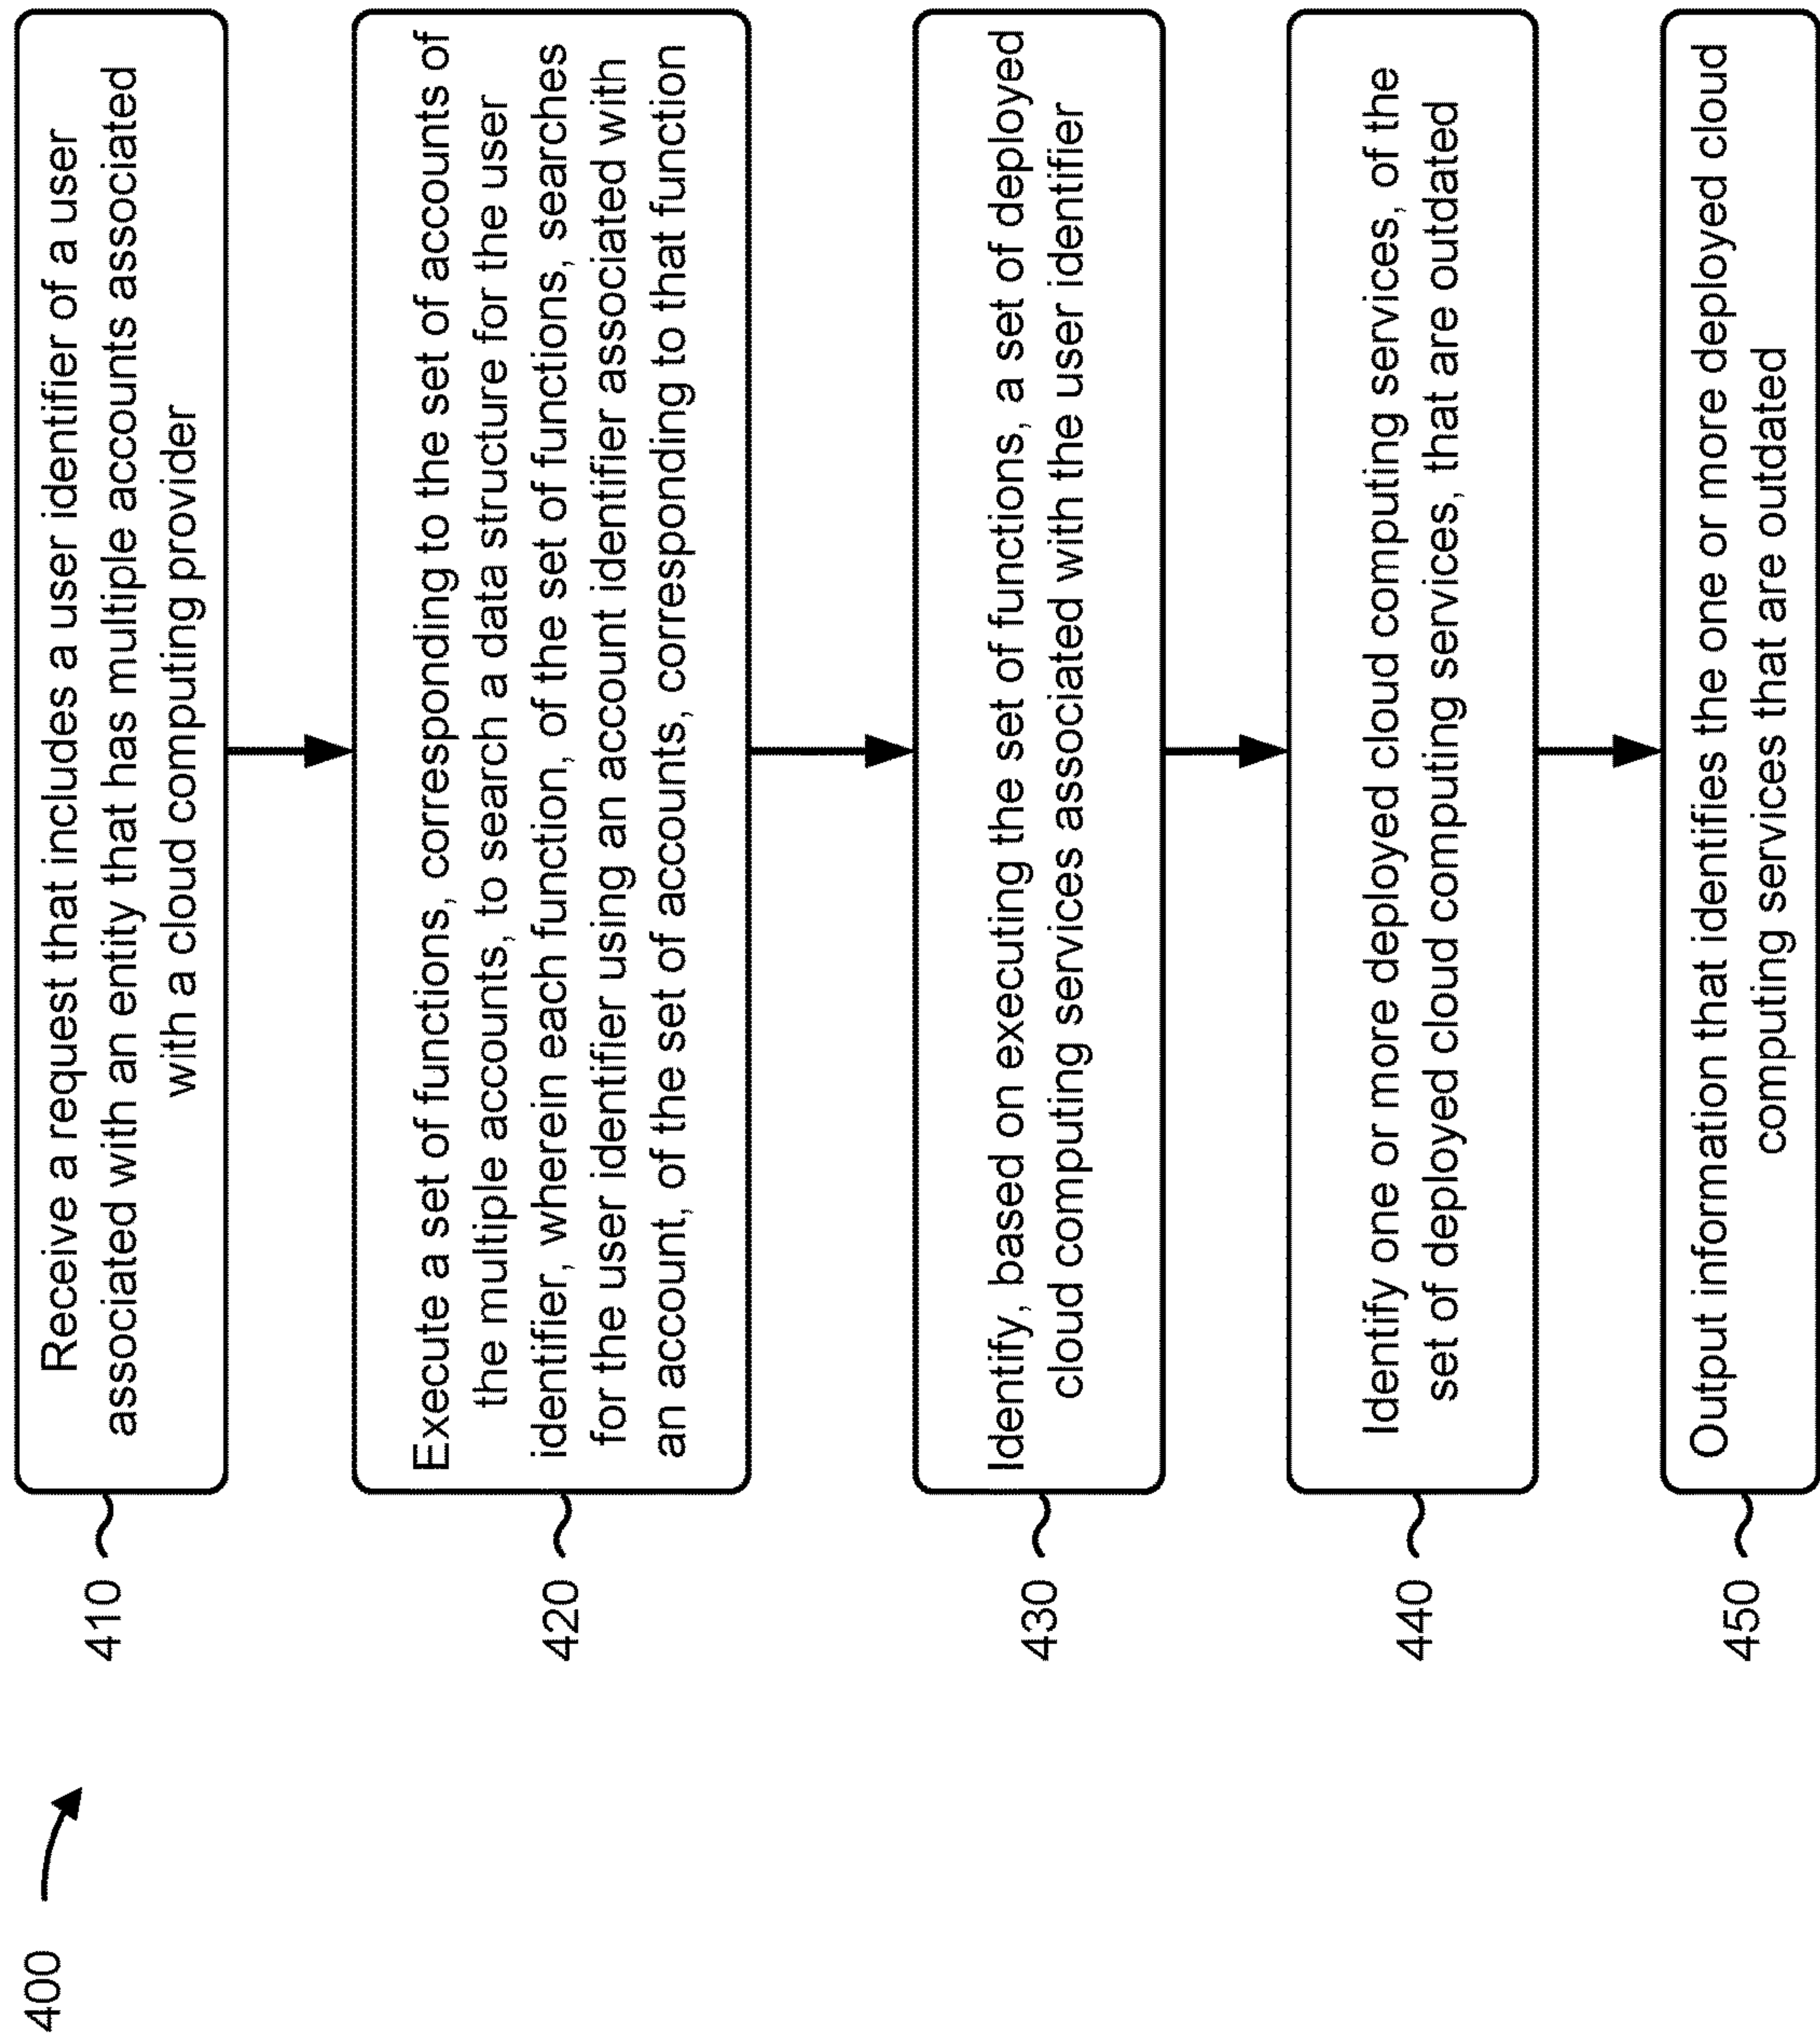 400
410
Receive a request that includes a user identifier of a user
associated with an entity that has multiple accounts associated
with a cloud computing provider
420
Execute a set of functions, corresponding to the set of accounts of
the multiple accounts, to search a data structure for the user
identifier, wherein each function, of the set of functions, searches
for the user identifier using an account identifier associated with
an account, of the set of accounts, corresponding to that function
430
Identify, based on executing the set of functions, a set of deployed
cloud computing services associated with the user identifier
440
Identify one or more deployed cloud computing services, of the
set of deployed cloud computing services, that are outdated
450
Output information that identifies the one or more deployed cloud
computing services that are outdated